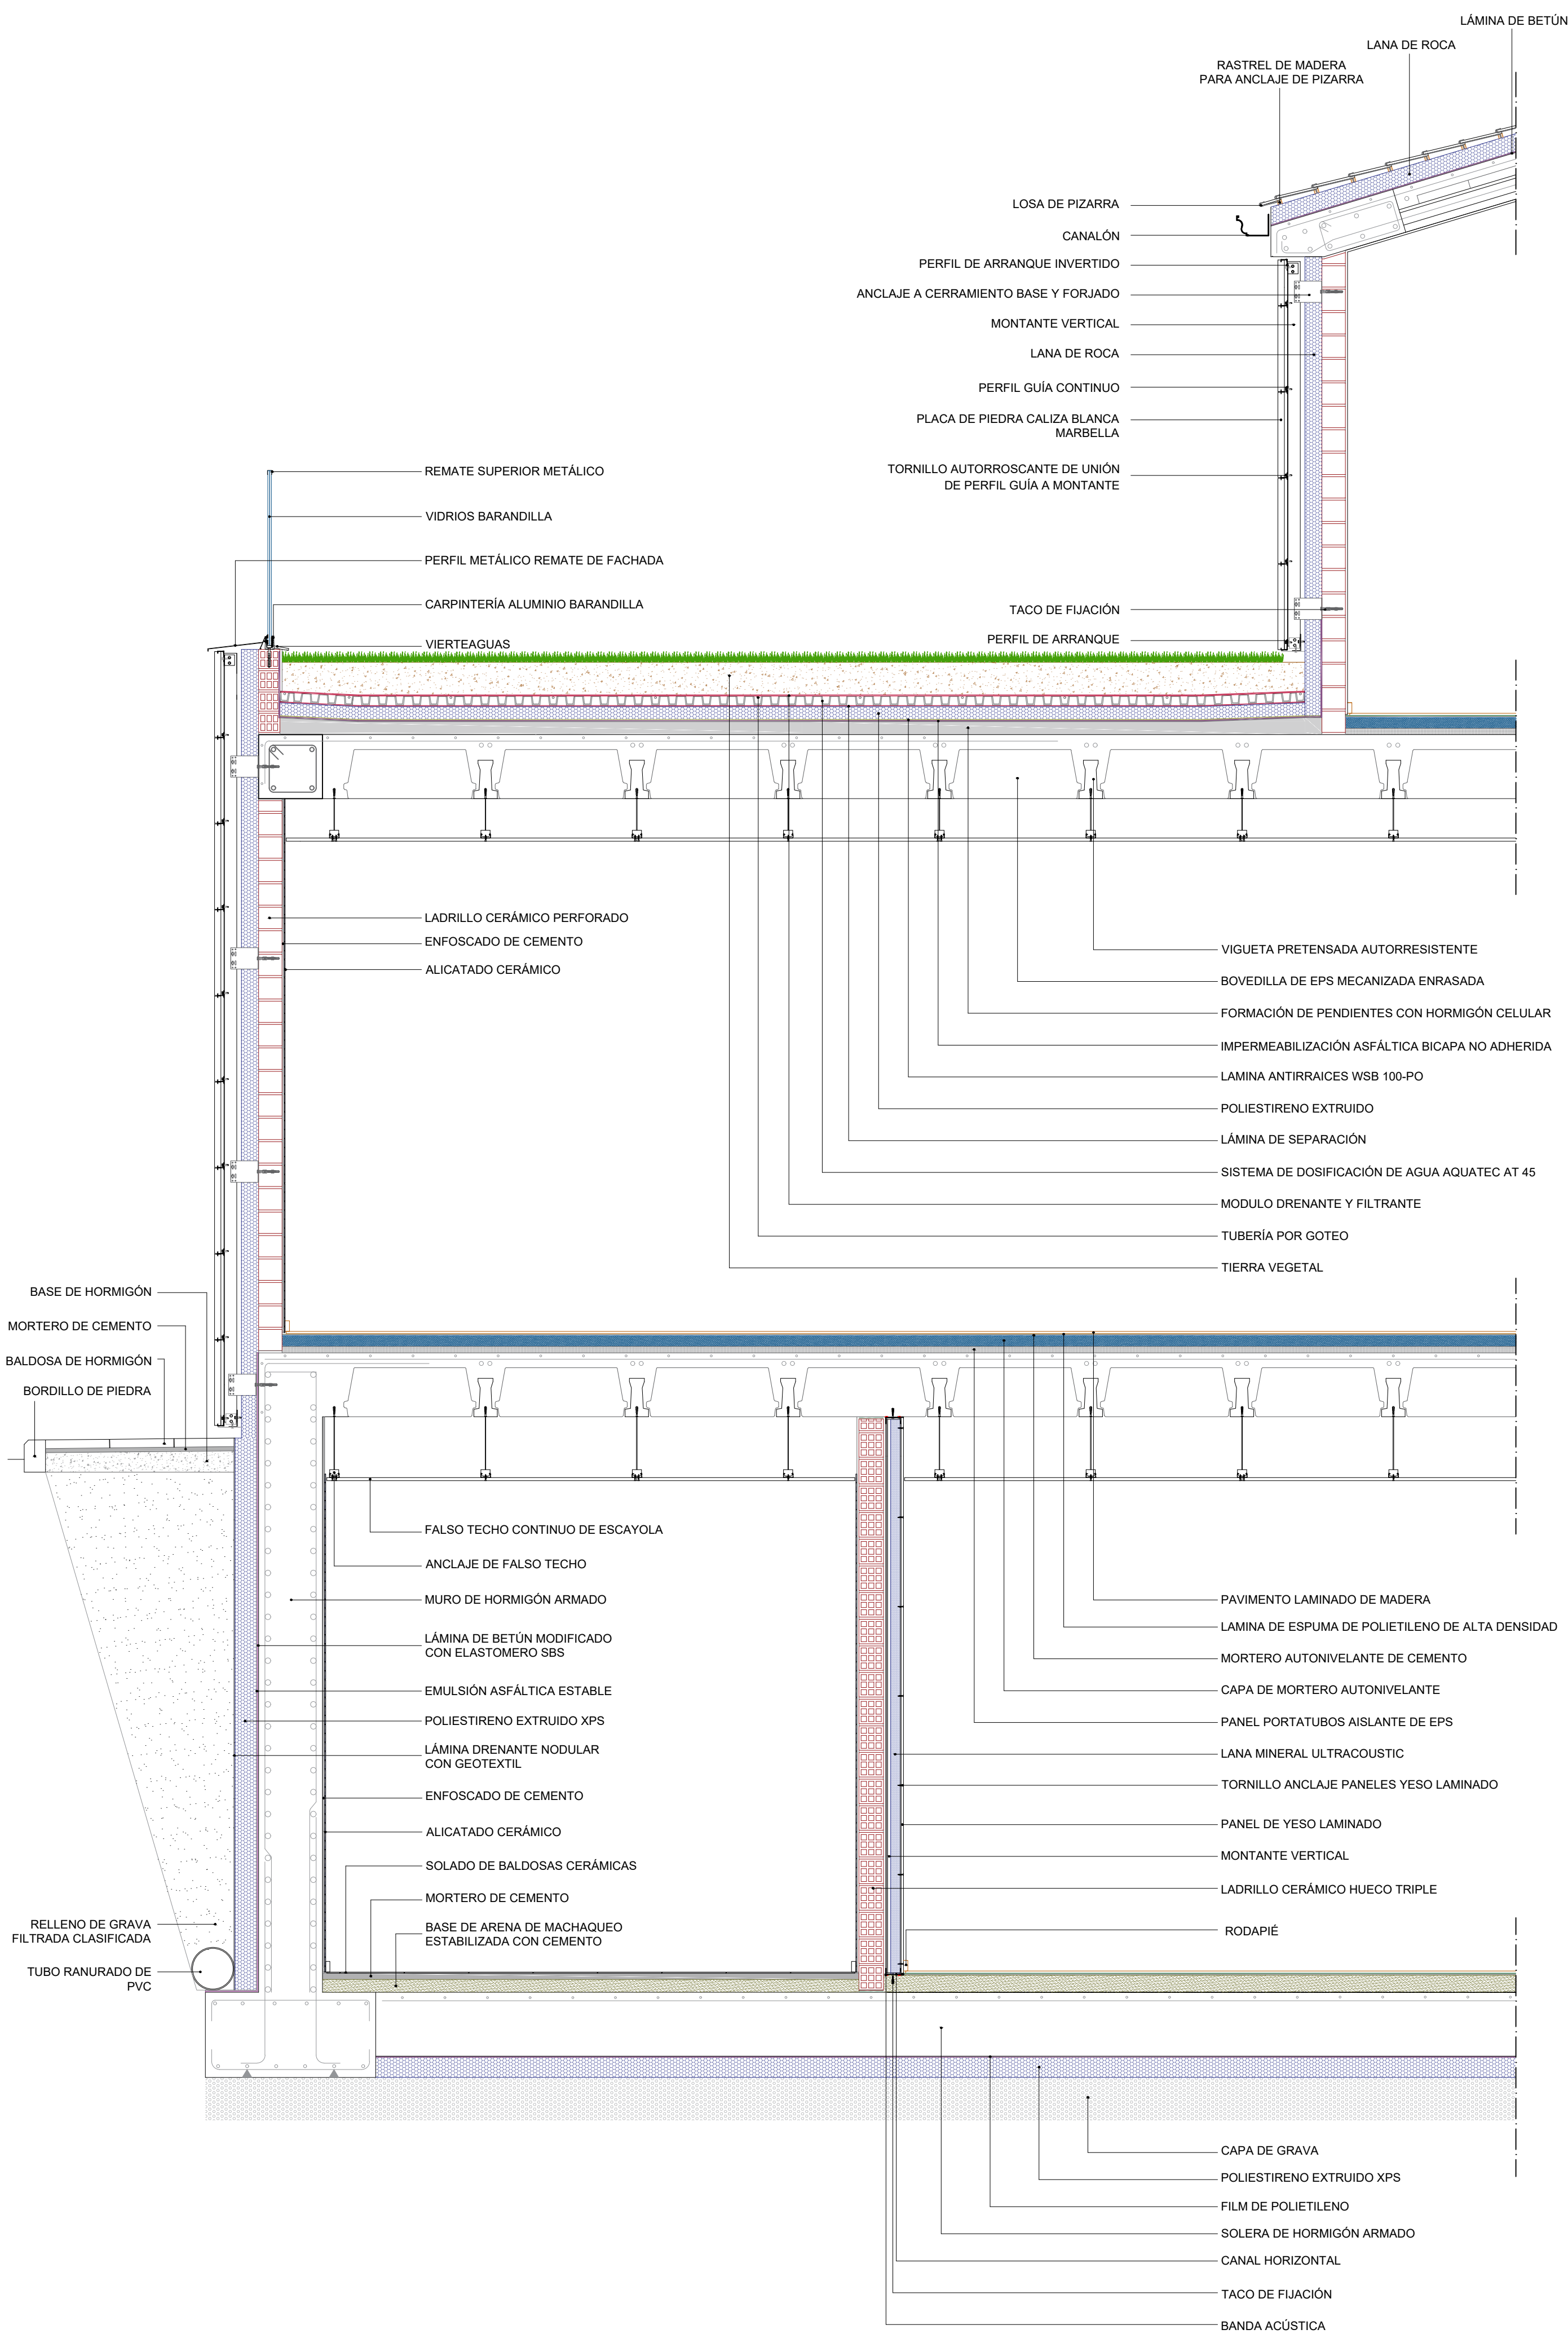 LÁMINA DE BETÚN
LANA DE ROCA
RASTREL DE MADERA
PARA ANCLAJE DE PIZARRA
LOSA DE PIZARRA
CANALÓN
PERFIL DE ARRANQUE INVERTIDO
ANCLAJE A CERRAMIENTO BASE Y FORJADO
MONTANTE VERTICAL
LANA DE ROCA
PERFIL GUÍA CONTINUO
PLACA DE PIEDRA CALIZA BLANCA
MARBELLA
TORNILLO AUTORROSCANTE DE UNIÓN
DE PERFIL GUÍA A MONTANTE
TACO DE FIJACIÓN
PERFIL DE ARRANQUE
REMATE SUPERIOR METÁLICO
VIDRIOS BARANDILLA
PERFIL METÁLICO REMATE DE FACHADA
CARPINTERÍA ALUMINIO BARANDILLA
VIERTEAGUAS
LADRILLO CERÁMICO PERFORADO
ENFOSCADO DE CEMENTO
ALICATADO CERÁMICO
VIGUETA PRETENSADA AUTORRESISTENTE
BOVEDILLA DE EPS MECANIZADA ENRASADA
FORMACIÓN DE PENDIENTES CON HORMIGÓN CELULAR
IMPERMEABILIZACIÓN ASFÁLTICA BICAPA NO ADHERIDA
LAMINA ANTIRRAICES WSB 100-PO
POLIESTIRENO EXTRUIDO
LÁMINA DE SEPARACIÓN
SISTEMA DE DOSIFICACIÓN DE AGUA AQUATEC AT 45
MODULO DRENANTE Y FILTRANTE
TUBERÍA POR GOTEO
TIERRA VEGETAL
BASE DE HORMIGÓN
MORTERO DE CEMENTO
BALDOSA DE HORMIGÓN
BORDILLO DE PIEDRA
FALSO TECHO CONTINUO DE ESCAYOLA
ANCLAJE DE FALSO TECHO
MURO DE HORMIGÓN ARMADO
LÁMINA DE BETÚN MODIFICADO
CON ELASTOMERO SBS
EMULSIÓN ASFÁLTICA ESTABLE
POLIESTIRENO EXTRUIDO XPS
LÁMINA DRENANTE NODULAR
CON GEOTEXTIL
ENFOSCADO DE CEMENTO
ALICATADO CERÁMICO
SOLADO DE BALDOSAS CERÁMICAS
MORTERO DE CEMENTO
BASE DE ARENA DE MACHAQUEO
ESTABILIZADA CON CEMENTO
RELLENO DE GRAVA
FILTRADA CLASIFICADA
TUBO RANURADO DE
PVC
PAVIMENTO LAMINADO DE MADERA
LAMINA DE ESPUMA DE POLIETILENO DE ALTA DENSIDAD
MORTERO AUTONIVELANTE DE CEMENTO
CAPA DE MORTERO AUTONIVELANTE
PANEL PORTATUBOS AISLANTE DE EPS
LANA MINERAL ULTRACOUSTIC
TORNILLO ANCLAJE PANELES YESO LAMINADO
PANEL DE YESO LAMINADO
MONTANTE VERTICAL
LADRILLO CERÁMICO HUECO TRIPLE
RODAPIÉ
CAPA DE GRAVA
POLIESTIRENO EXTRUIDO XPS
FILM DE POLIETILENO
SOLERA DE HORMIGÓN ARMADO
CANAL HORIZONTAL
TACO DE FIJACIÓN
BANDA ACÚSTICA